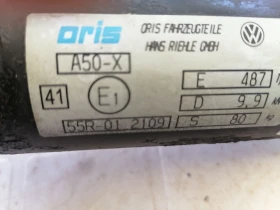 oris ORIS FAHRZEUGTEILE
HANS RIEHLE GMBH
A50-X
E 487
41 E1
D 9,9
55R-01 2109 S 80